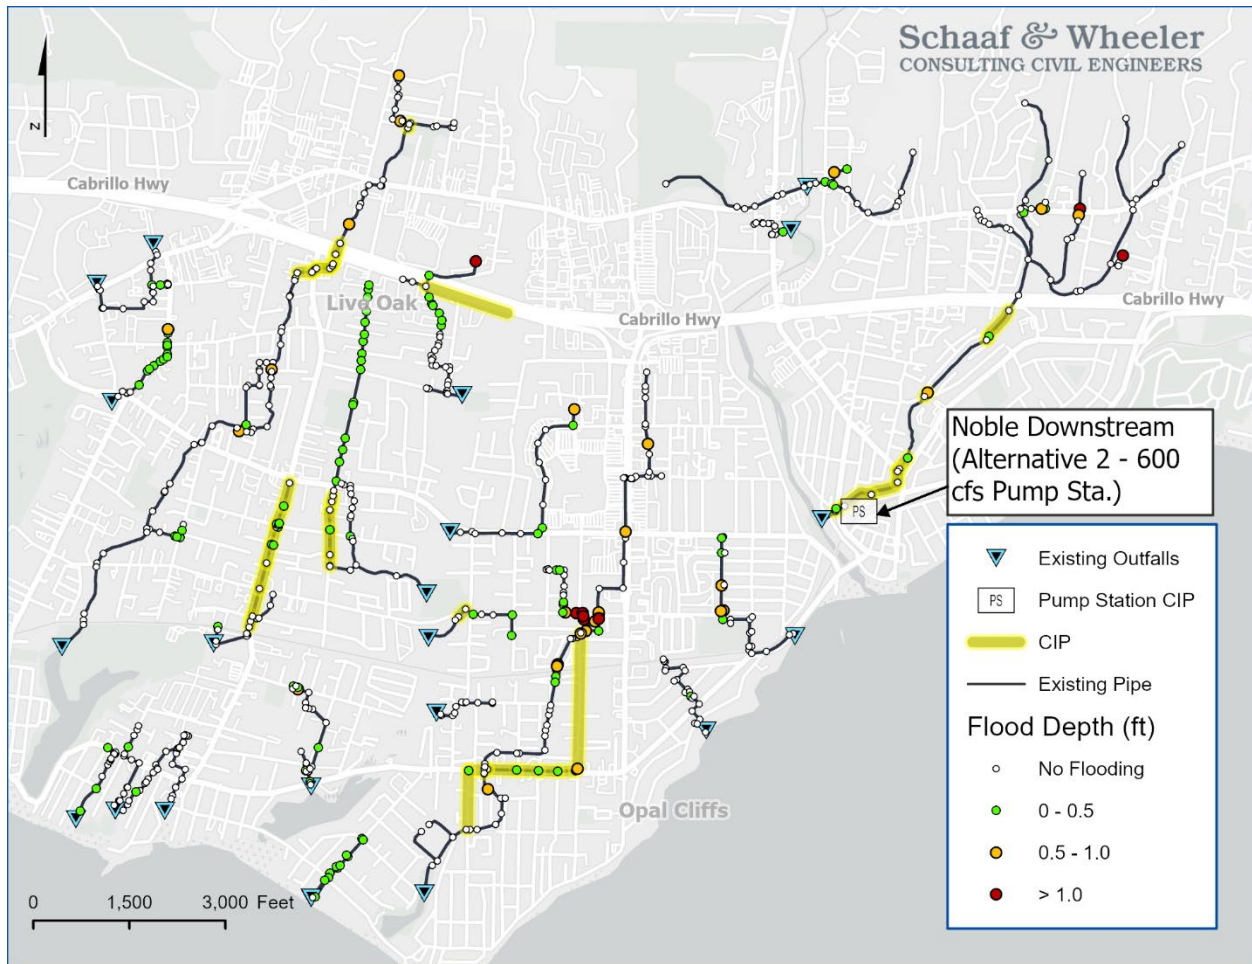 Schaaf & Wheeler
CONSULTING CIVIL ENGINEERS
N
Cabrillo Hwy
Live Oak
Cabrillo Hwy
Cabrillo Hwy
Noble Downstream
(Alternative 2 - 600
cfs Pump Sta.)
PS
Existing Outfalls
PS
Pump Station CIP
CIP
Existing Pipe
Flood Depth (ft)
No Flooding
0 - 0.5
0.5 - 1.0
> 1.0
Opal Cliffs
0 1,500 3,000 Feet